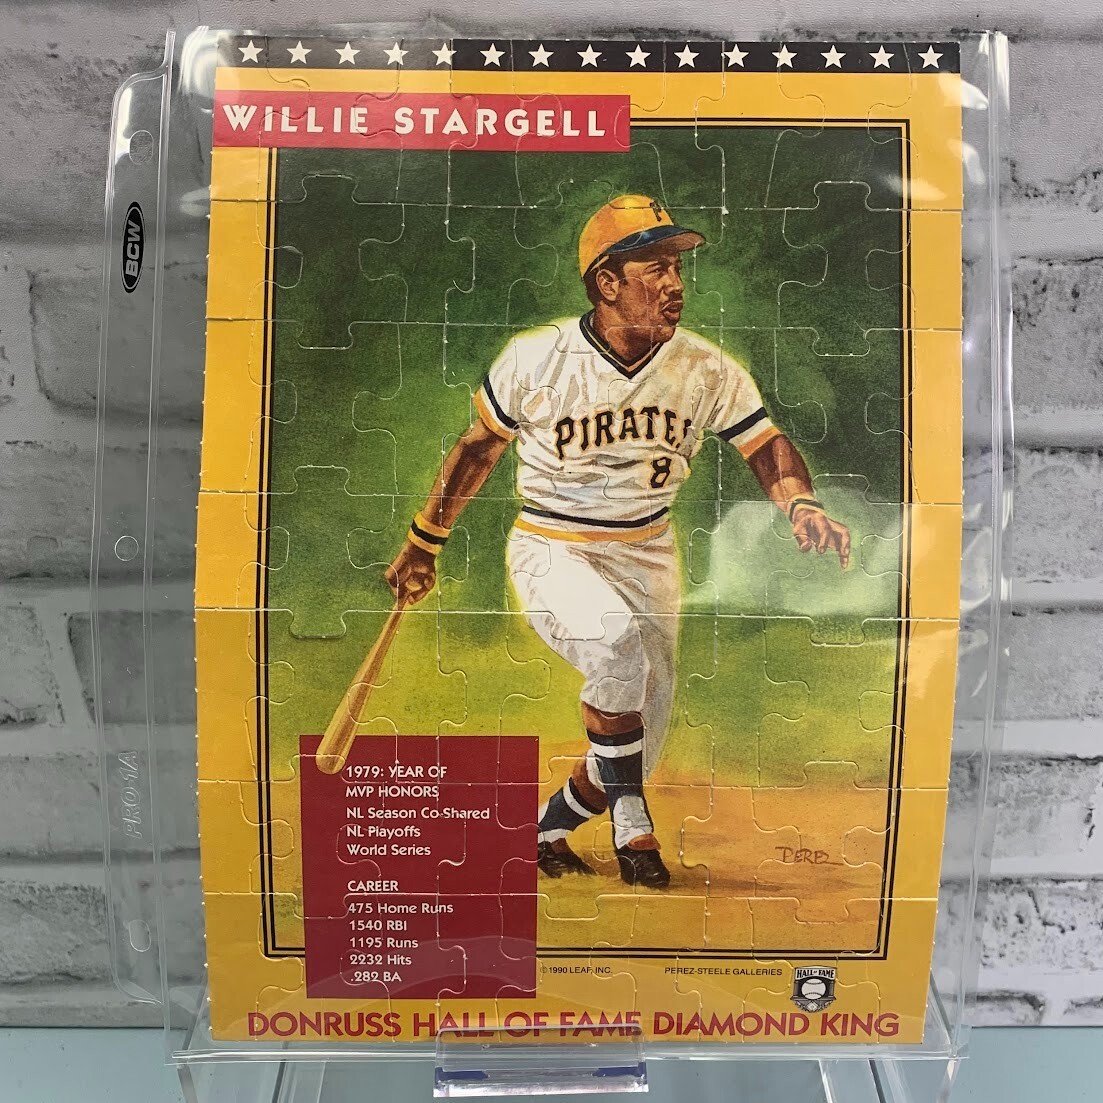 WILLIE STARGELL
P
PIRATES
8
BCW
PRO 1A
1979: YEAR OF
MVP HONORS
NL Season Co-Shared
NL Playoffs
World Series
CAREER
475 Home Runs
1540 RBI
1195 Runs
2232 Hits
.282 BA
PEREZ
©1990 LEAF, INC.
PEREZ-STEELE GALLERIES
HALL OF FAME
DONRUSS HALL OF FAME DIAMOND KING